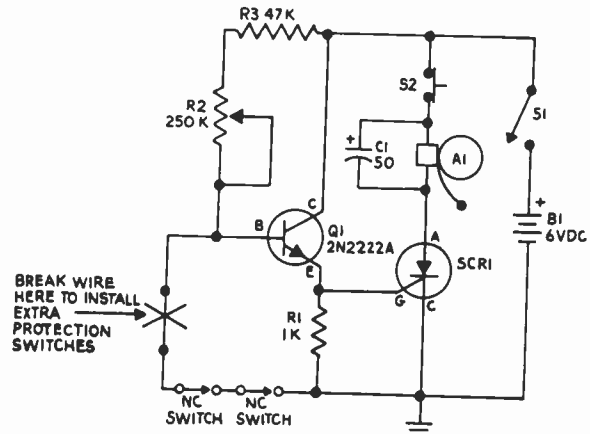 R3 47K
R2
250K
S2
S1
+
C1
50
A1
+
B1
6VDC
C
B
Q1
2N2222A
E
A
SCR1
G
C
R1
1K
BREAK WIRE
HERE TO INSTALL
EXTRA
PROTECTION
SWITCHES
NC
SWITCH
NC
SWITCH